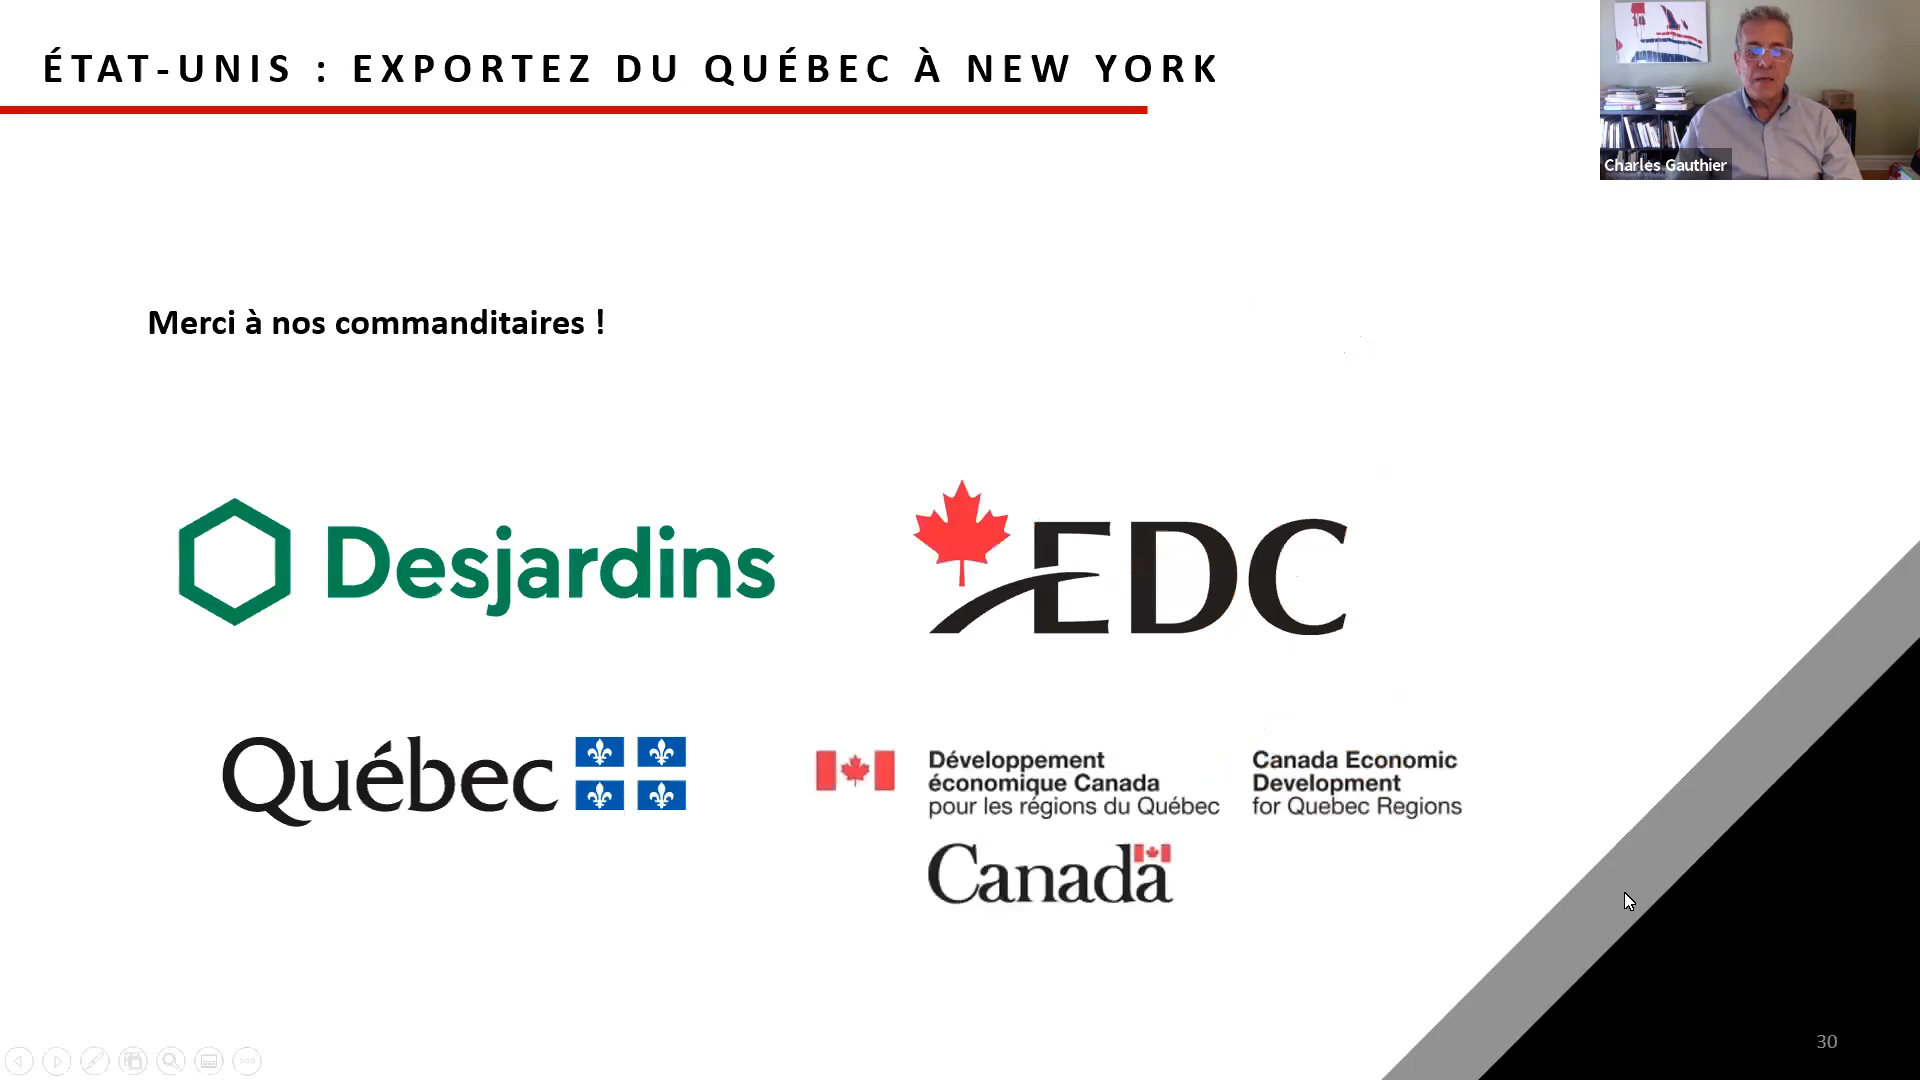 ÉTAT-UNIS : EXPORTEZ DU QUÉBEC À NEW YORK
Charles Gauthier
Merci à nos commanditaires !
Desjardins
EDC
Québec
Développement
économique Canada
pour les régions du Québec
Canada Economic
Development
for Quebec Regions
Canada
30